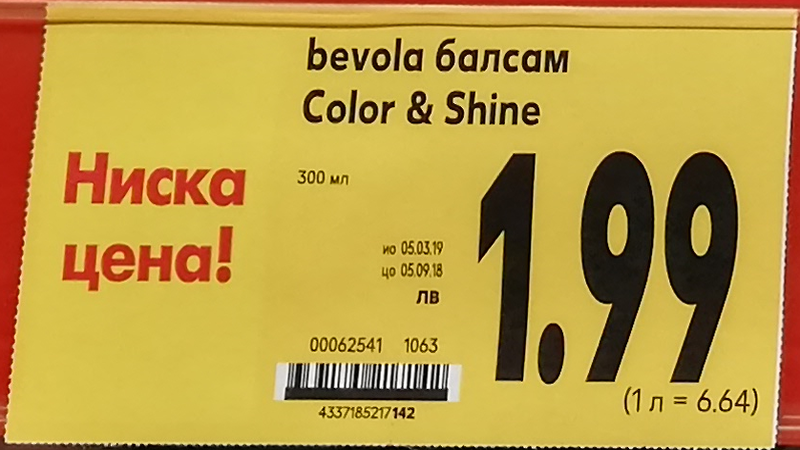 bevola балсам
Color & Shine
Ниска
цена!
300 мл
1.99
ио 05.03.19
цо 05.09.18
лв
00062541 1063
4337185217142
(1 л = 6.64)